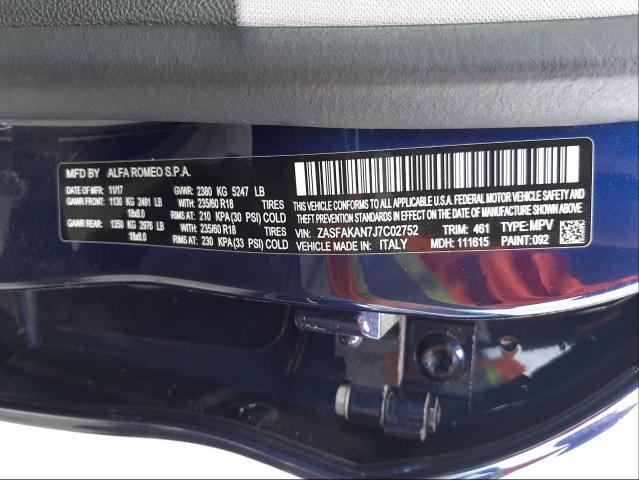 MFD BY ALFA ROMEO S.P.A.
DATE OF MFR: 11/17 GVWR: 2380 KG 5247 LB
GAWR FRONT: 1130 KG 2491 LB WITH: 235/60 R18 TIRES
18x8.0 RIMS AT: 210 KPA(30 PSI) COLD
GAWR REAR: 1350 KG 2976 LB WITH: 235/60 R18 TIRES
18x8.0 RIMS AT: 230 KPA(33 PSI) COLD
THIS VEHICLE CONFORMS TO ALL APPLICABLE U.S.A. FEDERAL MOTOR VEHICLE SAFETY,
BUMPER, AND THEFT PREVENTION STANDARDS IN EFFECT ON THE DATE OF MANUFACTURE SHOWN ABOVE.
VIN: ZASFAKAN7J7C02752 TRIM: 461 TYPE: MPV
VEHICLE MADE IN: ITALY MDH: 111615 PAINT: 092